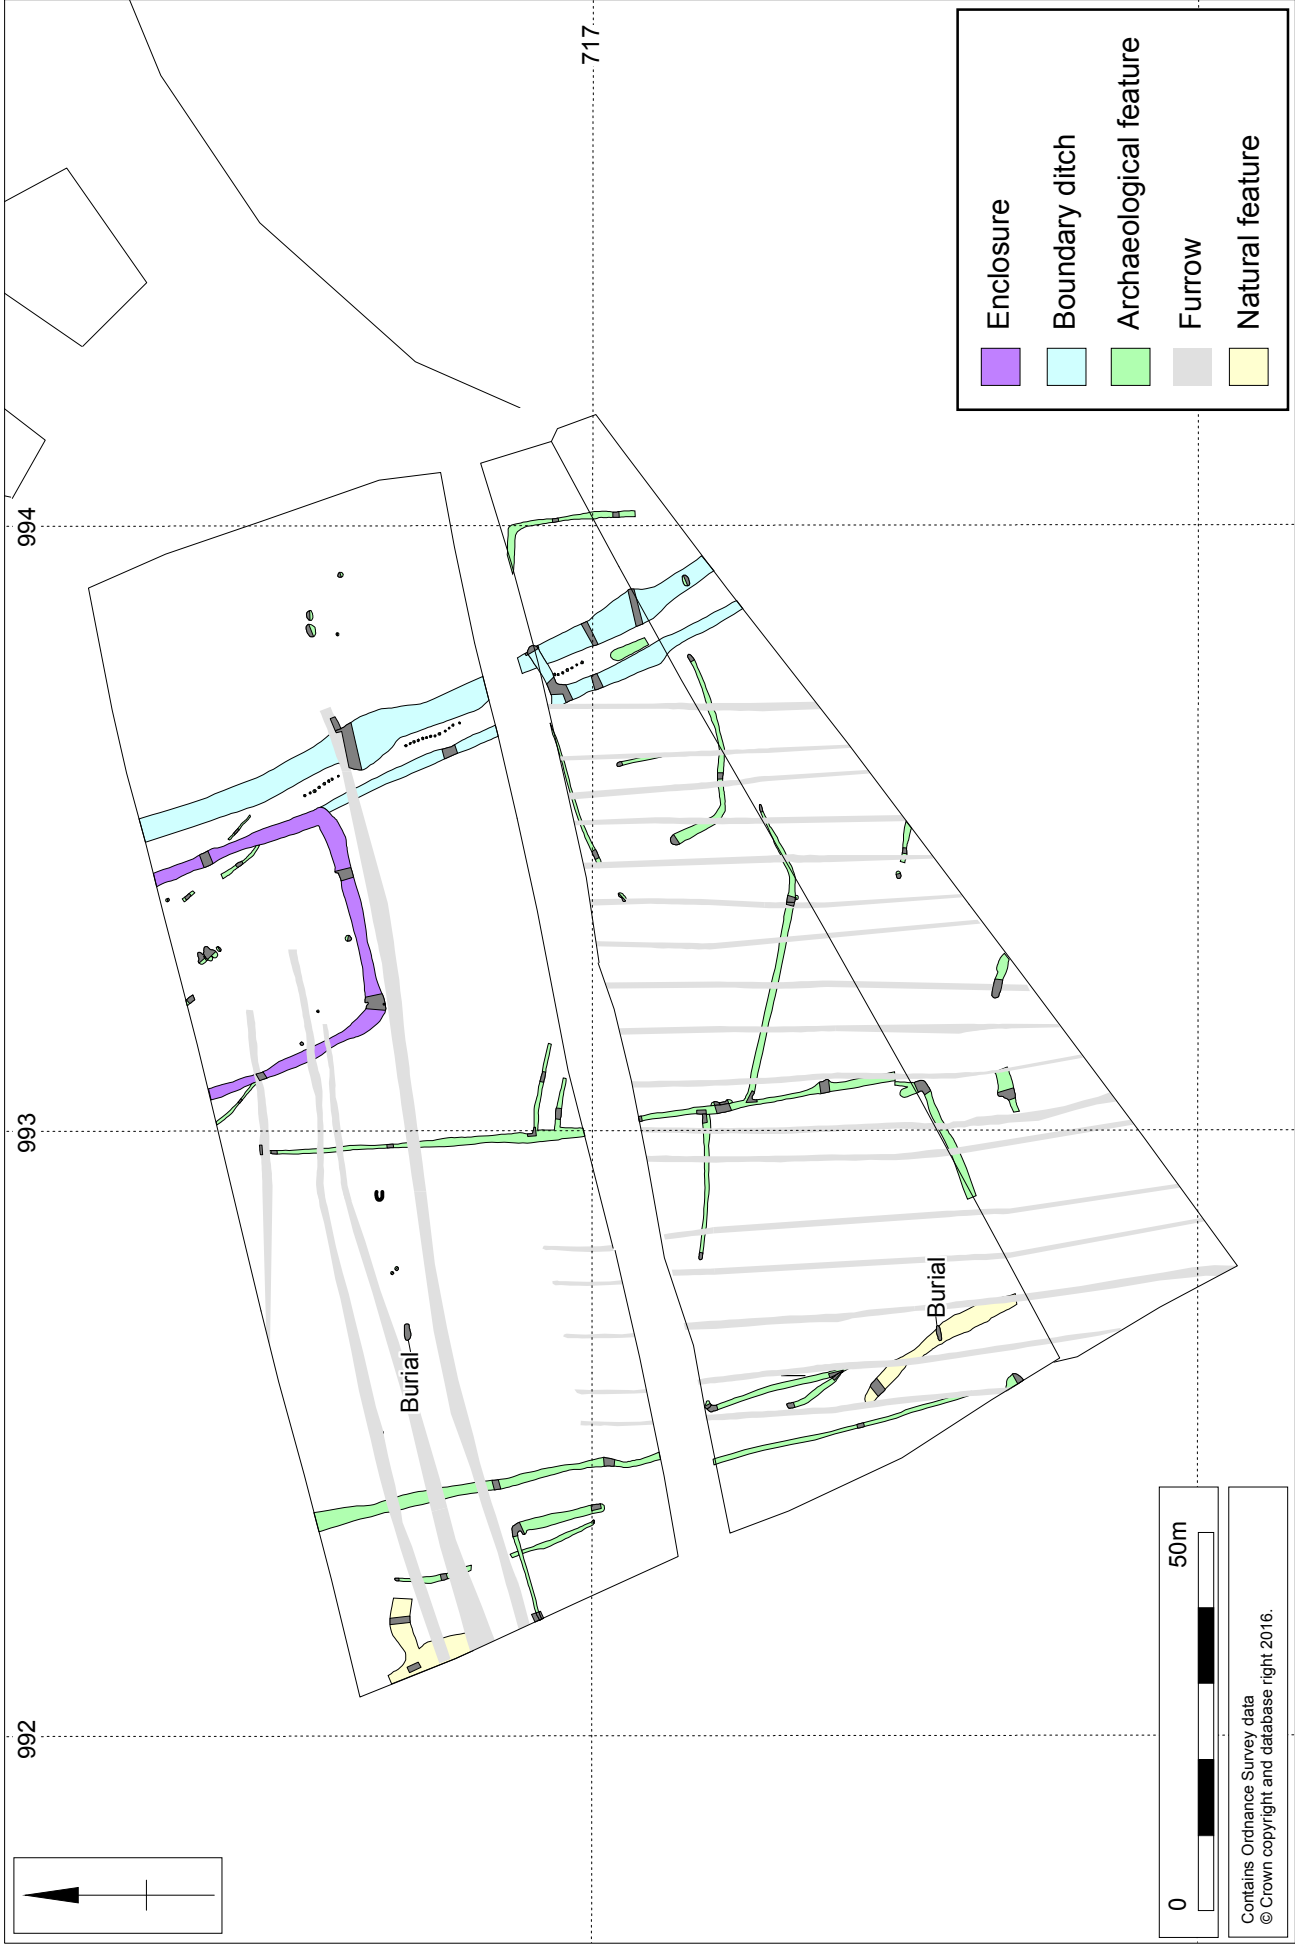 992
993
994
717
Burial
Burial
Enclosure
Boundary ditch
Archaeological feature
Furrow
Natural feature
0
50m
Contains Ordnance Survey data
© Crown copyright and database right 2016.